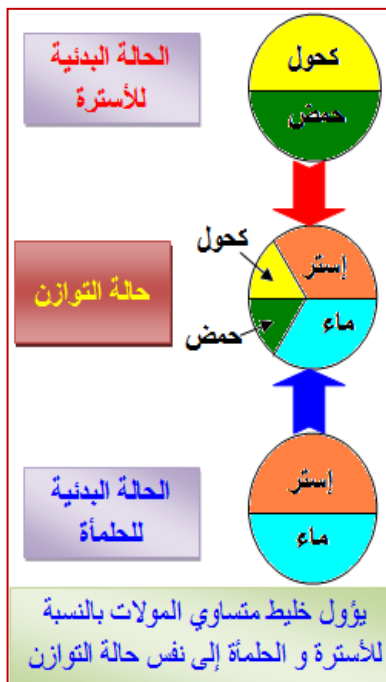 الحالة البدئية
للأسترة
كحول
حمض
كحول
إستر
حالة التوازن
حمض
ماء
الحالة البدئية
للحلمأة
إستر
ماء
يؤول خليط متساوي المولات بالنسبة
للأسترة و الحلمأة إلى نفس حالة التوازن